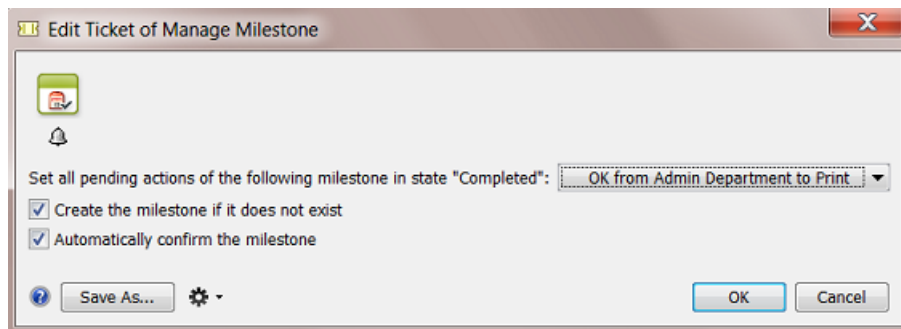 Edit Ticket of Manage Milestone
Set all pending actions of the following milestone in state "Completed": OK from Admin Department to Print
Create the milestone if it does not exist
Automatically confirm the milestone
Save As... OK Cancel